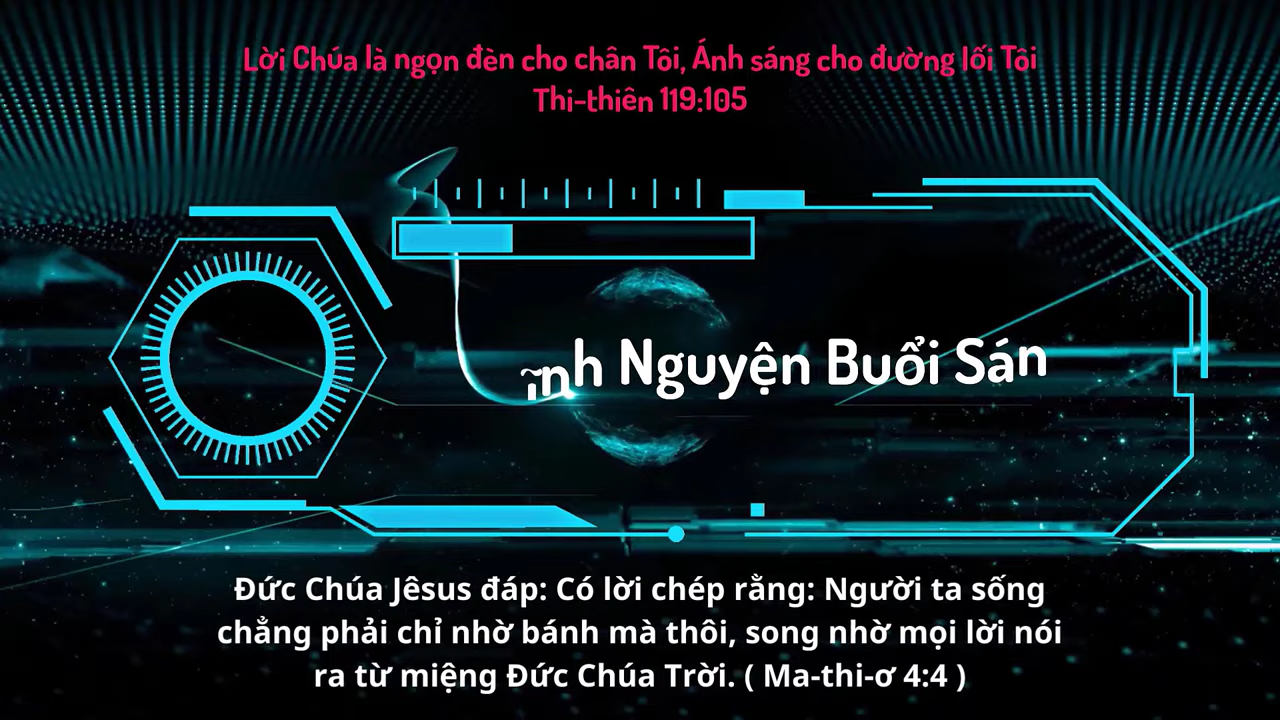 Lời Chúa là ngọn đèn cho chân Tôi, Ánh sáng cho đường lối Tôi
Thi-thiên 119:105
Nguyện Buổi Sán
Đức Chúa Jêsus đáp: Có lời chép rằng: Người ta sống
chẳng phải chỉ nhờ bánh mà thôi, song nhờ mọi lời nói
ra từ miệng Đức Chúa Trời. ( Ma-thi-ơ 4:4 )